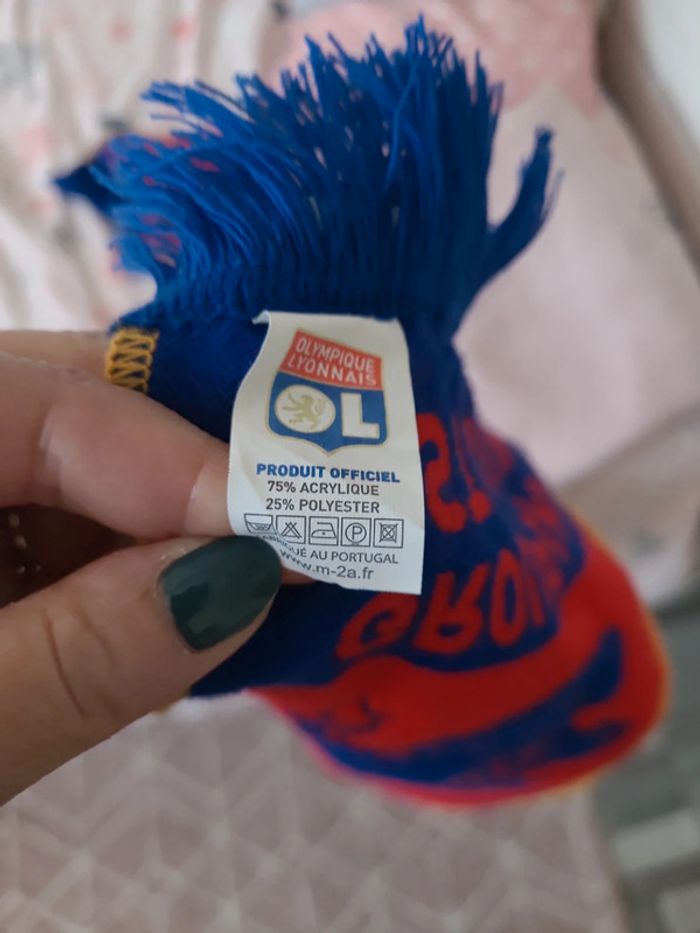 OLYMPIQUE
LYONNAIS
OL
PRODUIT OFFICIEL
75% ACRYLIQUE
25% POLYESTER
P
AU PORTUGAL
www.m-2a.fr